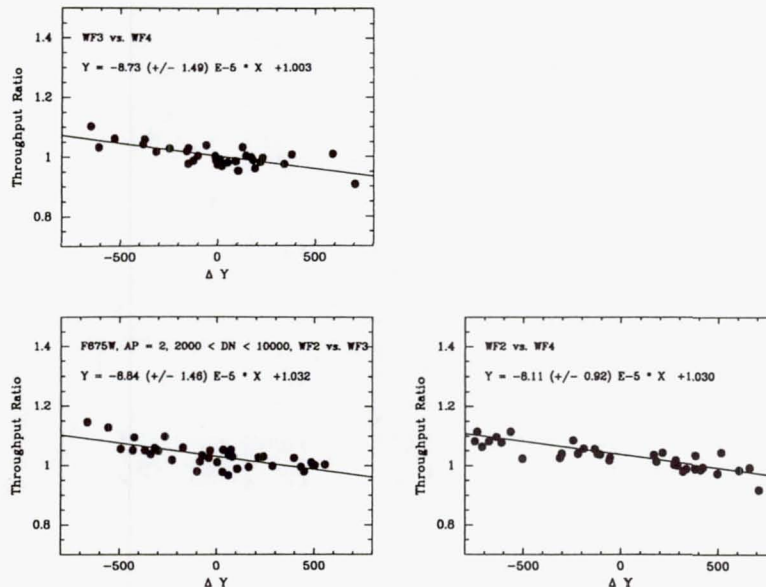 WF3 vs. WF4
Y = -8.73 (+/- 1.49) E-5 * X +1.003
Throughput Ratio
1.4
1.2
1
0.8
-500 0 500
Δ Y
F675W, AP = 2, 2000 < DN < 10000, WF2 vs. WF3
Y = -8.84 (+/- 1.46) E-5 * X +1.032
Throughput Ratio
1.4
1.2
1
0.8
-500 0 500
Δ Y
WF2 vs. WF4
Y = -8.11 (+/- 0.92) E-5 * X +1.030
Throughput Ratio
1.4
1.2
1
0.8
-500 0 500
Δ Y